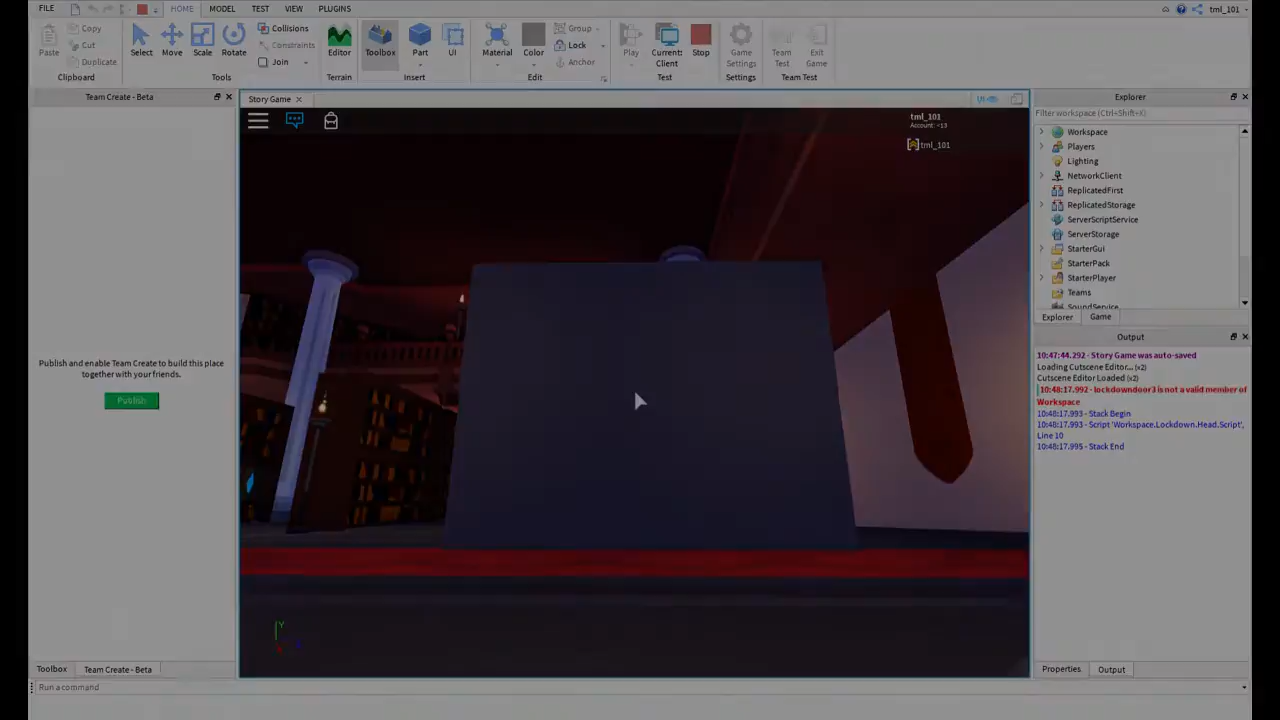 FILE
HOME MODEL TEST VIEW PLUGINS
tml_101
Paste
Copy
Cut
Duplicate
Clipboard
Select Move Scale Rotate
Collisions
Constraints
Join
Tools
Editor
Terrain
Toolbox Part UI
Insert
Material Color
Group
Lock
Anchor
Edit
Play Current: Client Stop
Test
Game Settings
Settings
Team Test Exit Game
Team Test
Team Create - Beta
Story Game
UI
Explorer
Filter workspace (Ctrl+Shift+X)
tml_101
Account: <13
tml_101
Workspace
Players
Lighting
NetworkClient
ReplicatedFirst
ReplicatedStorage
ServerScriptService
ServerStorage
StarterGui
StarterPack
StarterPlayer
Teams
SoundService
Explorer Game
Output
10:47:44.292 - Story Game was auto-saved
Loading Cutscene Editor... (x2)
Cutscene Editor Loaded (x2)
10:48:17.992 - lockdowndoor3 is not a valid member of
Workspace
10:48:17.993 - Stack Begin
10:48:17.993 - Script 'Workspace.Lockdown.Head.Script',
Line 10
10:48:17.995 - Stack End
Publish and enable Team Create to build this place
together with your friends.
Publish
Y
Toolbox Team Create - Beta
Properties Output
Run a command